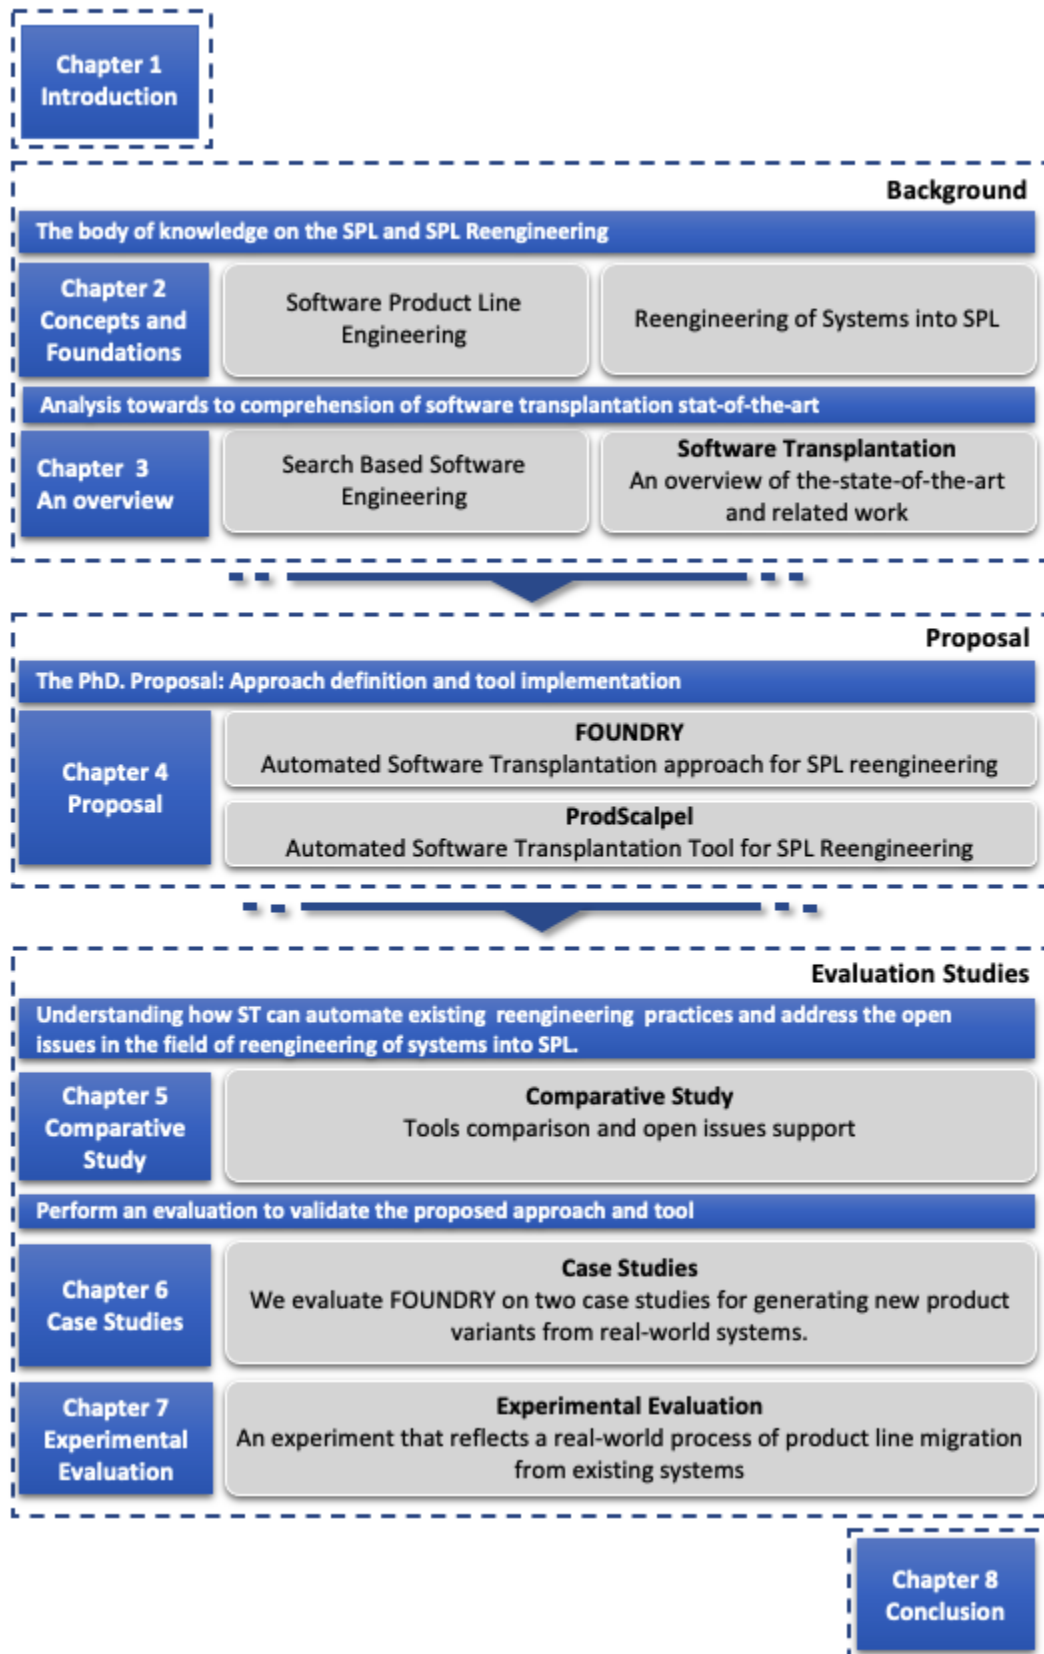 Chapter 1
Introduction
Background
The body of knowledge on the SPL and SPL Reengineering
Chapter 2
Concepts and
Foundations
Software Product Line
Engineering
Reengineering of Systems into SPL
Analysis towards to comprehension of software transplantation stat-of-the-art
Chapter 3
An overview
Search Based Software
Engineering
Software Transplantation
An overview of the-state-of-the-art
and related work
Proposal
The PhD. Proposal: Approach definition and tool implementation
Chapter 4
Proposal
FOUNDRY
Automated Software Transplantation approach for SPL reengineering
ProdScalpel
Automated Software Transplantation Tool for SPL Reengineering
Evaluation Studies
Understanding how ST can automate existing reengineering practices and address the open
issues in the field of reengineering of systems into SPL.
Chapter 5
Comparative
Study
Comparative Study
Tools comparison and open issues support
Perform an evaluation to validate the proposed approach and tool
Chapter 6
Case Studies
Case Studies
We evaluate FOUNDRY on two case studies for generating new product
variants from real-world systems.
Chapter 7
Experimental
Evaluation
Experimental Evaluation
An experiment that reflects a real-world process of product line migration
from existing systems
Chapter 8
Conclusion